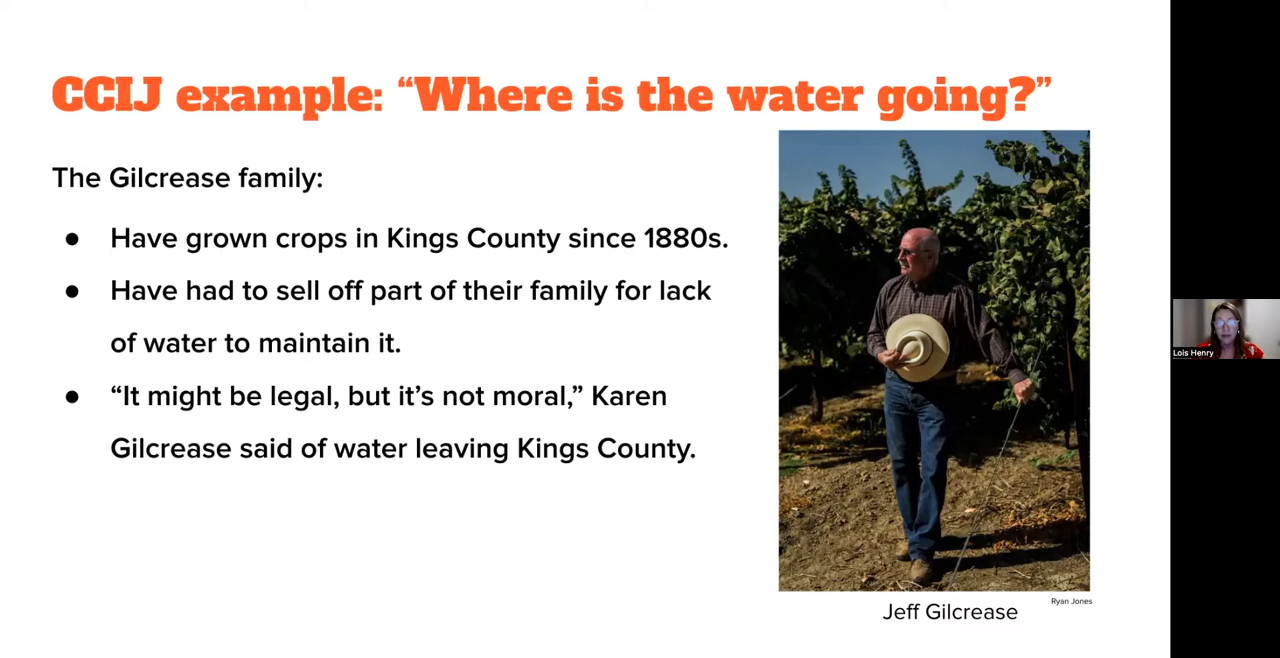 CCIJ example: “Where is the water going?”
The Gilcrease family:
● Have grown crops in Kings County since 1880s.
● Have had to sell off part of their family for lack
of water to maintain it.
● “It might be legal, but it’s not moral,” Karen
Gilcrease said of water leaving Kings County.
Ryan Jones
Jeff Gilcrease
Lois Henry